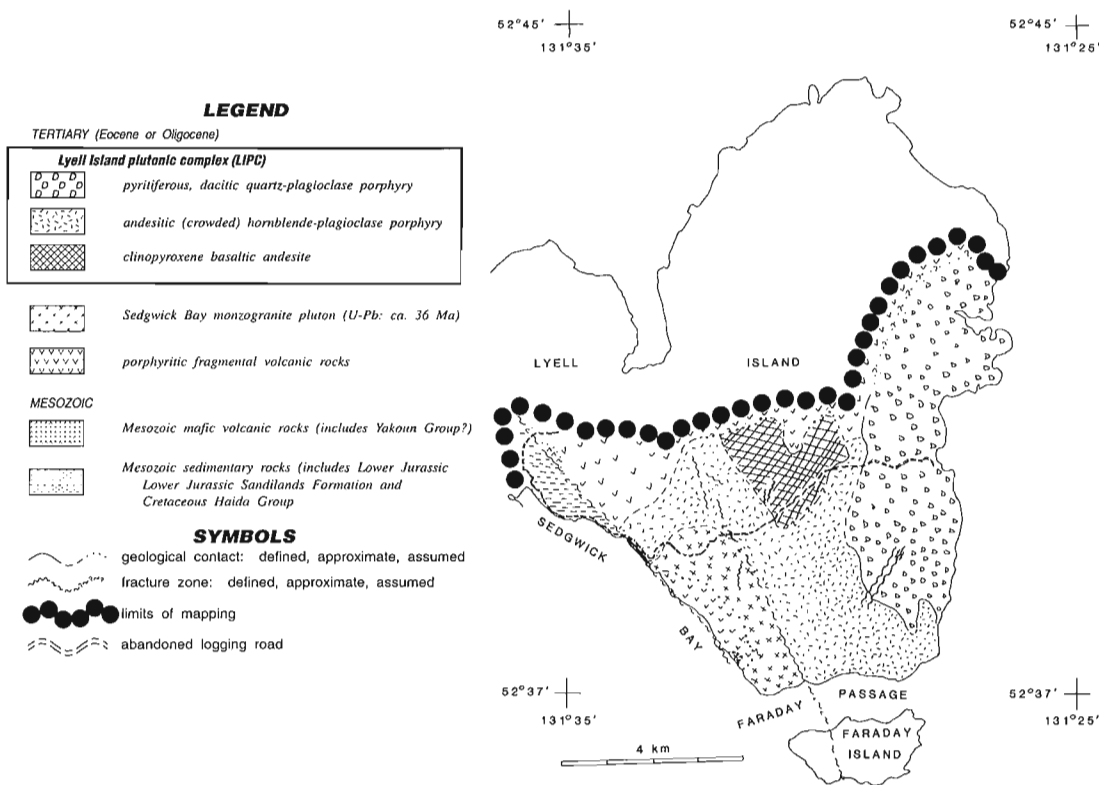 LEGEND
TERTIARY (Eocene or Oligocene)
Lyell Island plutonic complex (LIPC)
pyritiferous, dacitic quartz-plagioclase porphyry
andesitic (crowded) hornblende-plagioclase porphyry
clinopyroxene basaltic andesite
Sedgwick Bay monzogranite pluton (U-Pb: ca. 36 Ma)
porphyritic fragmental volcanic rocks
MESOZOIC
Mesozoic mafic volcanic rocks (includes Yakoun Group?)
Mesozoic sedimentary rocks (includes Lower Jurassic
Lower Jurassic Sandilands Formation and
Cretaceous Haida Group
SYMBOLS
geological contact: defined, approximate, assumed
fracture zone: defined, approximate, assumed
limits of mapping
abandoned logging road
52°45′
131°35′
52°45′
131°25′
LYELL ISLAND
SEDGWICK
BAY
52°37′
131°35′
PASSAGE
FARADAY
52°37′
131°25′
FARADAY
ISLAND
4 km